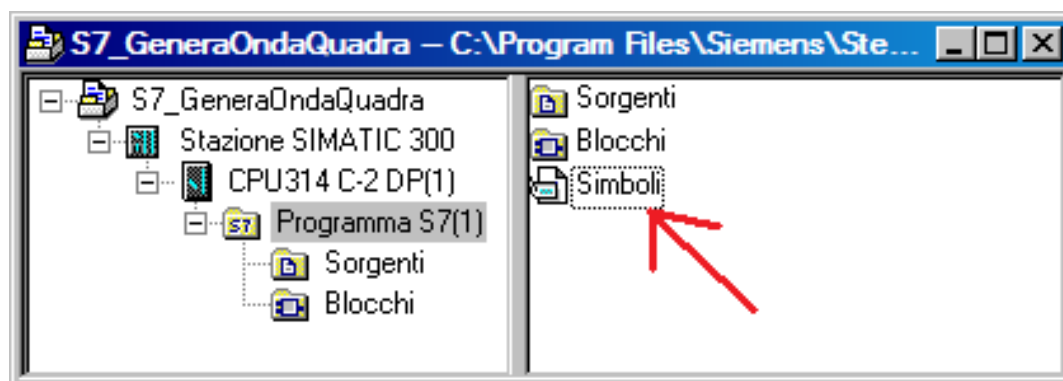 S7_GeneraOndaQuadra – C:\Program Files\Siemens\Ste...
S7_GeneraOndaQuadra
Stazione SIMATIC 300
CPU314 C-2 DP(1)
S7
Programma S7(1)
Sorgenti
Blocchi
Sorgenti
Blocchi
Simboli